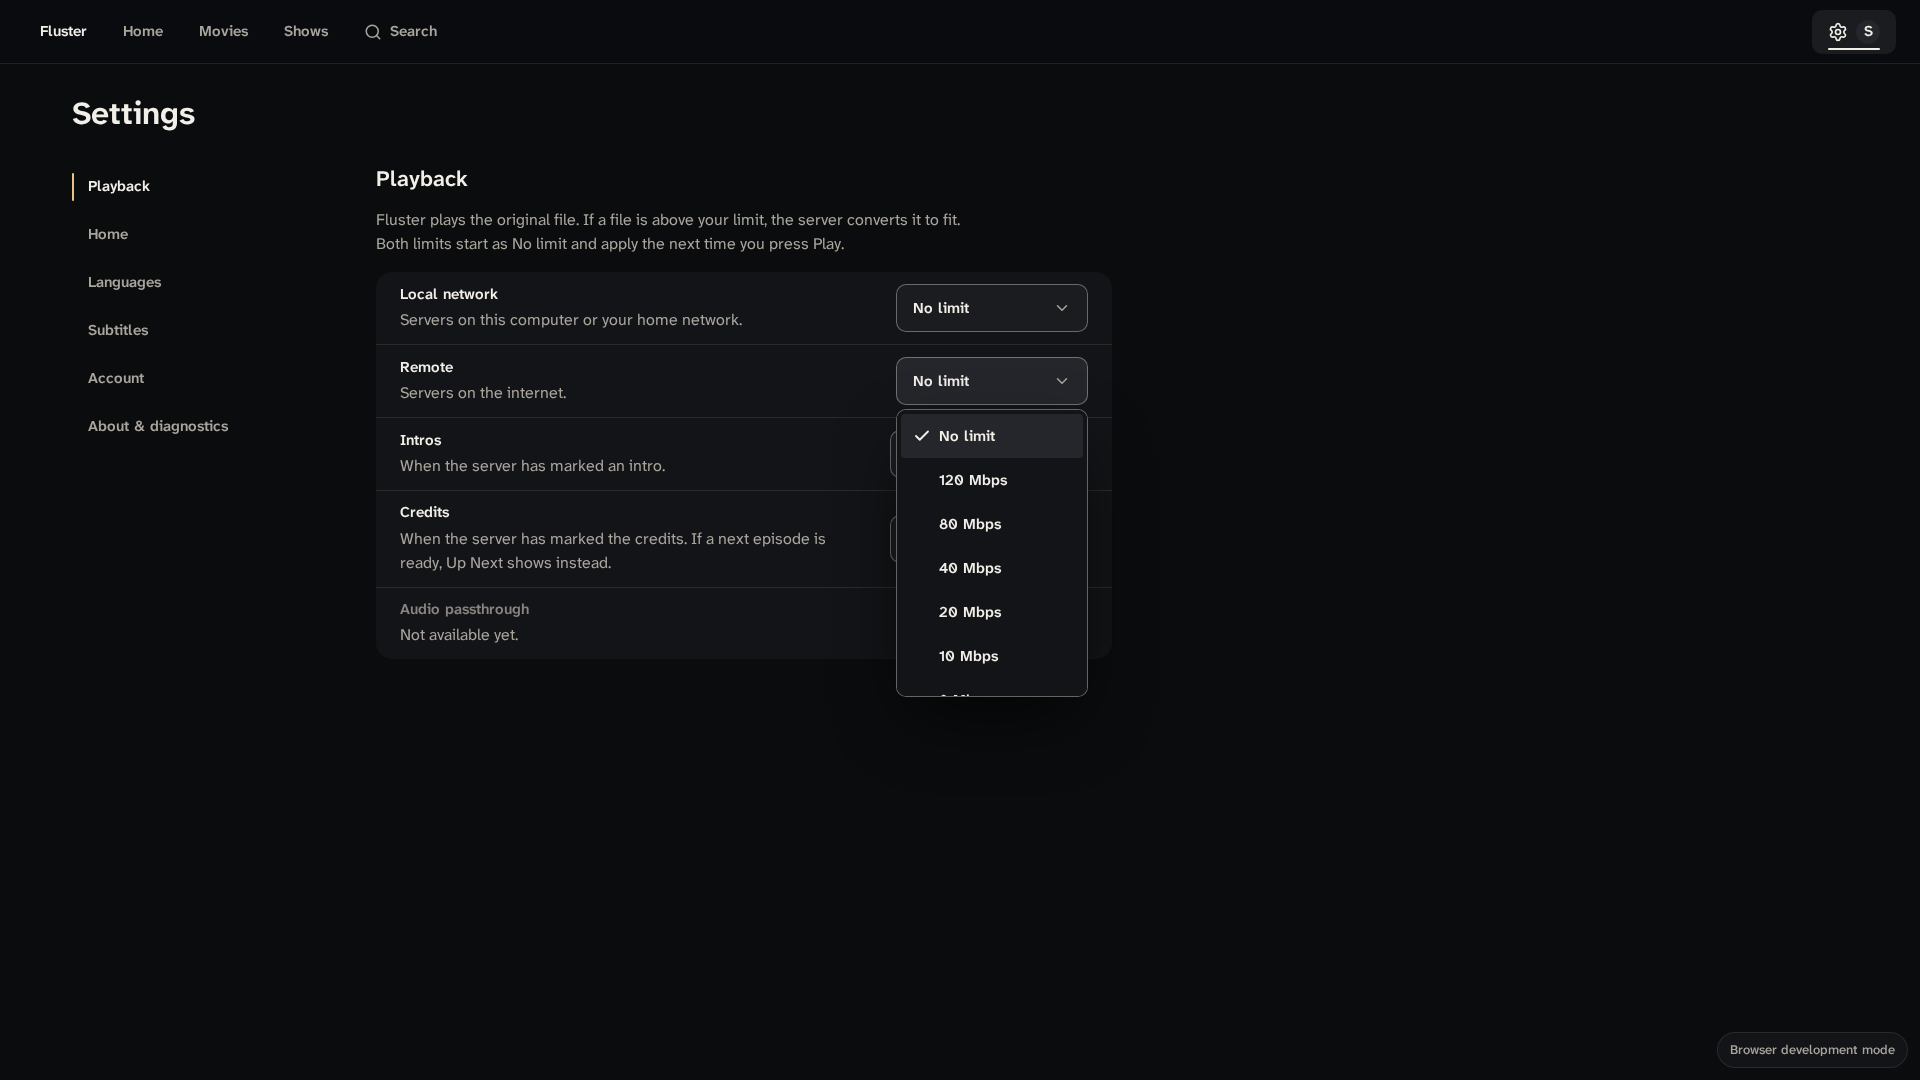 Fluster Home Movies Shows Search S
Settings
Playback
Home
Languages
Subtitles
Account
About & diagnostics
Playback
Fluster plays the original file. If a file is above your limit, the server converts it to fit.
Both limits start as No limit and apply the next time you press Play.
Local network
Servers on this computer or your home network.
No limit
Remote
Servers on the internet.
No limit
Intros
When the server has marked an intro.
Credits
When the server has marked the credits. If a next episode is
ready, Up Next shows instead.
Audio passthrough
Not available yet.
No limit
120 Mbps
80 Mbps
40 Mbps
20 Mbps
10 Mbps
Browser development mode